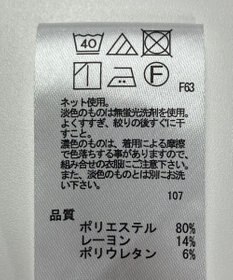 40
F F63
ネット使用。
淡色のものは無蛍光洗剤を使用。
よくすすぎ、絞りの後すぐに干
すこと。
濃色のものは、着用による摩擦
で色落ちする事がありますので、
組み合せの衣服にご注意下さい。
また、淡色のものとは別にお洗
い下さい。
107
品質
ポリエステル 80%
レーヨン 14%
ポリウレタン 6%